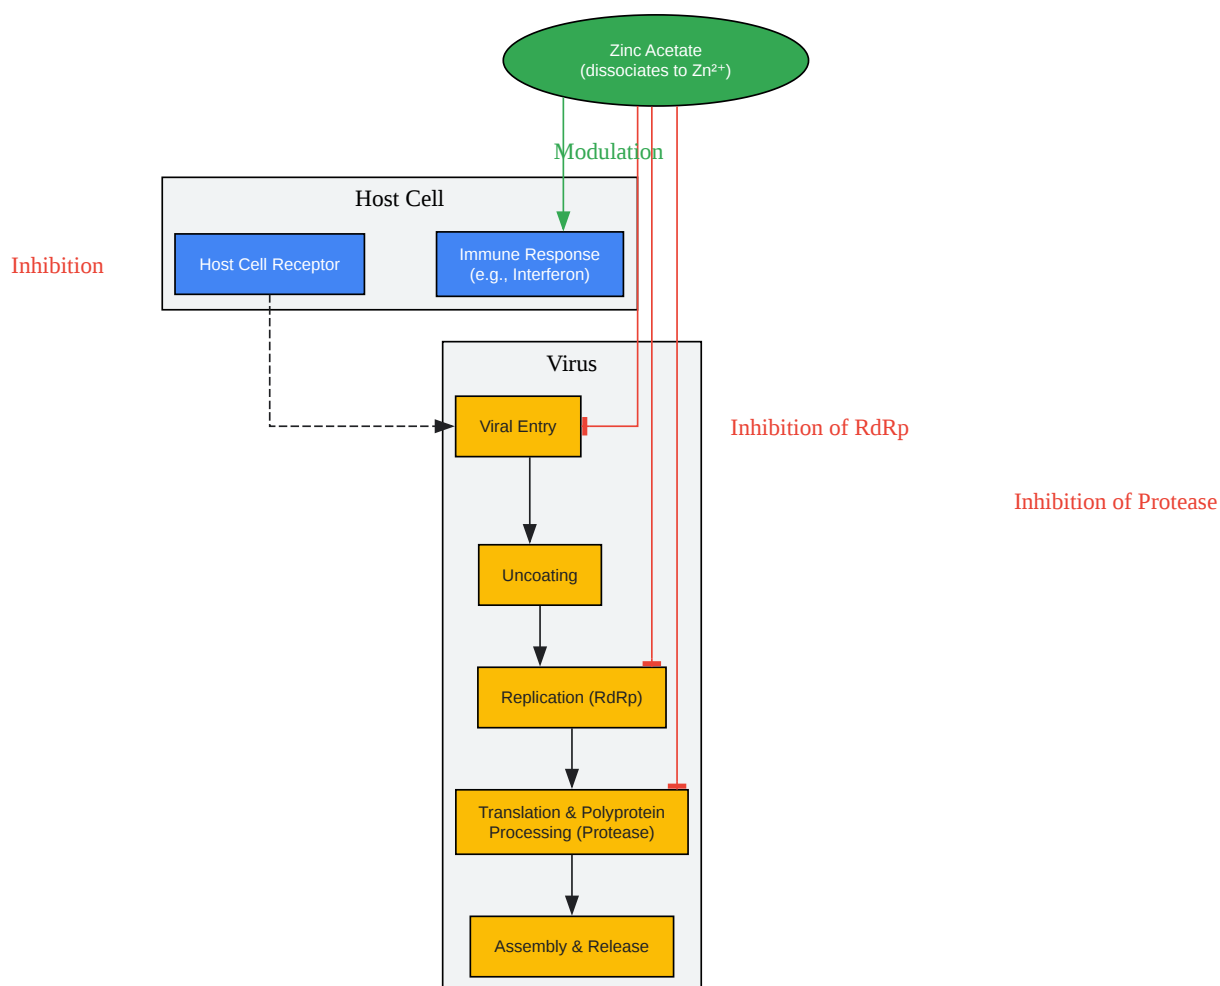 Zinc Acetate
(dissociates to Zn²⁺)
Modulation
Host Cell
Host Cell Receptor
Immune Response
(e.g., Interferon)
Inhibition
Virus
Viral Entry
Inhibition of RdRp
Inhibition of Protease
Uncoating
Replication (RdRp)
Translation & Polyprotein
Processing (Protease)
Assembly & Release